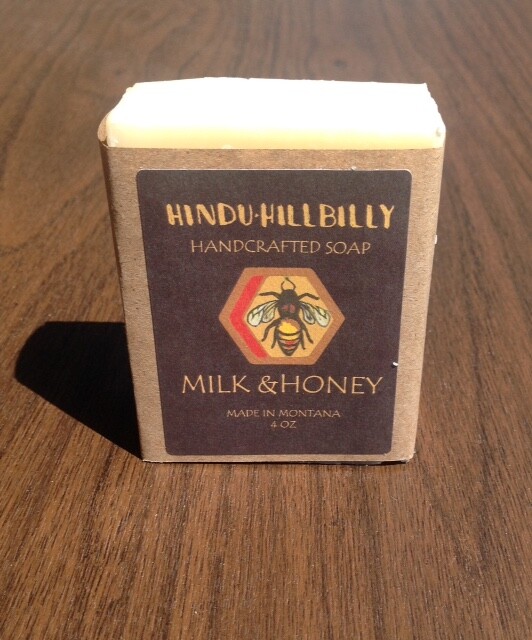 HINDU·HILLBILLY
HANDCRAFTED SOAP
MILK &HONEY
MADE IN MONTANA
4 OZ